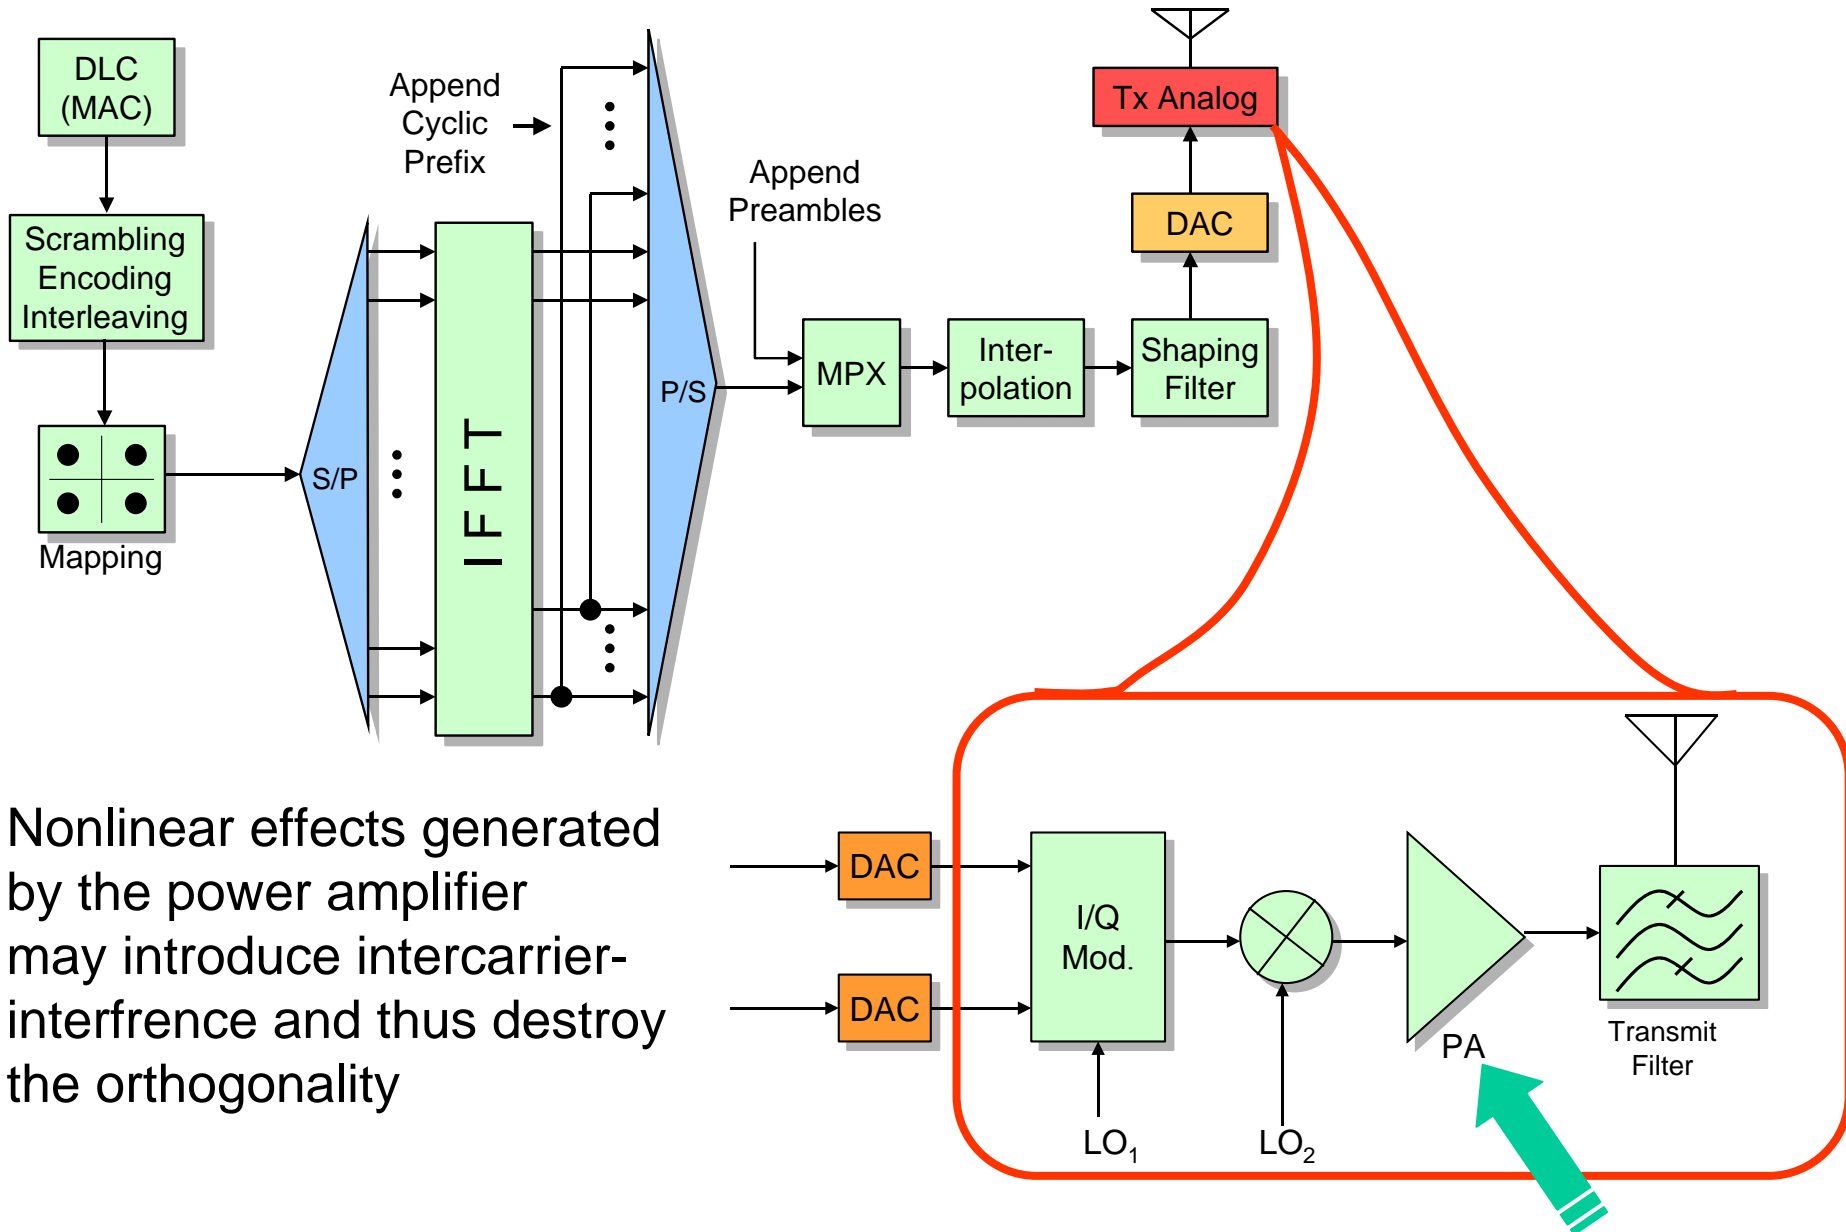 DLC
(MAC)
Scrambling
Encoding
Interleaving
Mapping
S/P
IFFT
Append
Cyclic
Prefix
P/S
Append
Preambles
MPX
Inter-
polation
Shaping
Filter
DAC
Tx Analog
Nonlinear effects generated
by the power amplifier
may introduce intercarrier-
interfrence and thus destroy
the orthogonality
DAC
DAC
I/Q
Mod.
LO1
LO2
PA
Transmit
Filter